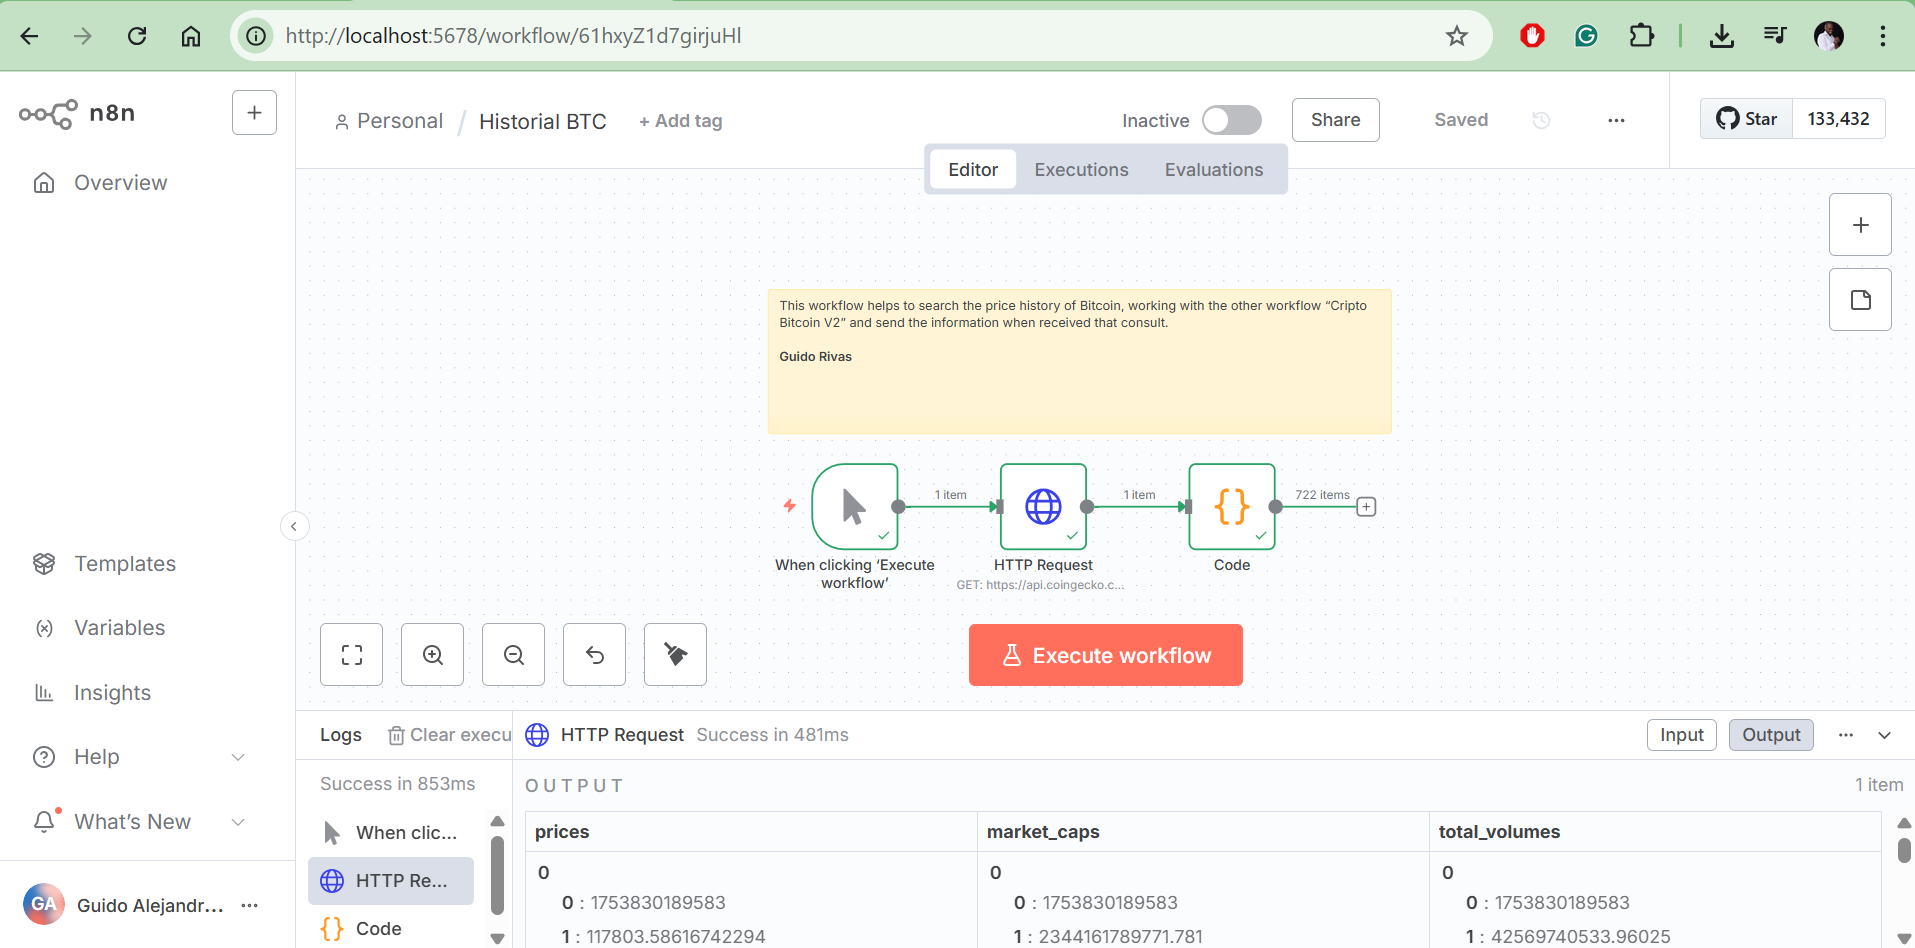 http://localhost:5678/workflow/61hxyZ1d7girjuHl
n8n
Personal / Historial BTC + Add tag
Inactive
Share
Saved
Star 133,432
Editor Executions Evaluations
Overview
This workflow helps to search the price history of Bitcoin, working with the other workflow “Cripto
Bitcoin V2” and send the information when received that consult.
Guido Rivas
1 item
1 item
722 items
When clicking ‘Execute
workflow’
HTTP Request
GET: https://api.coingecko.c...
Code
Execute workflow
Templates
Variables
Insights
Help
What’s New
GA Guido Alejandr...
Logs
Clear execu
HTTP Request Success in 481ms
Input Output
Success in 853ms
When clic...
HTTP Re...
Code
OUTPUT
1 item
prices market_caps total_volumes
0 0 0
0 : 1753830189583 0 : 1753830189583 0 : 1753830189583
1 : 117803.58616742294 1 : 2344161789771.781 1 : 42569740533.96025